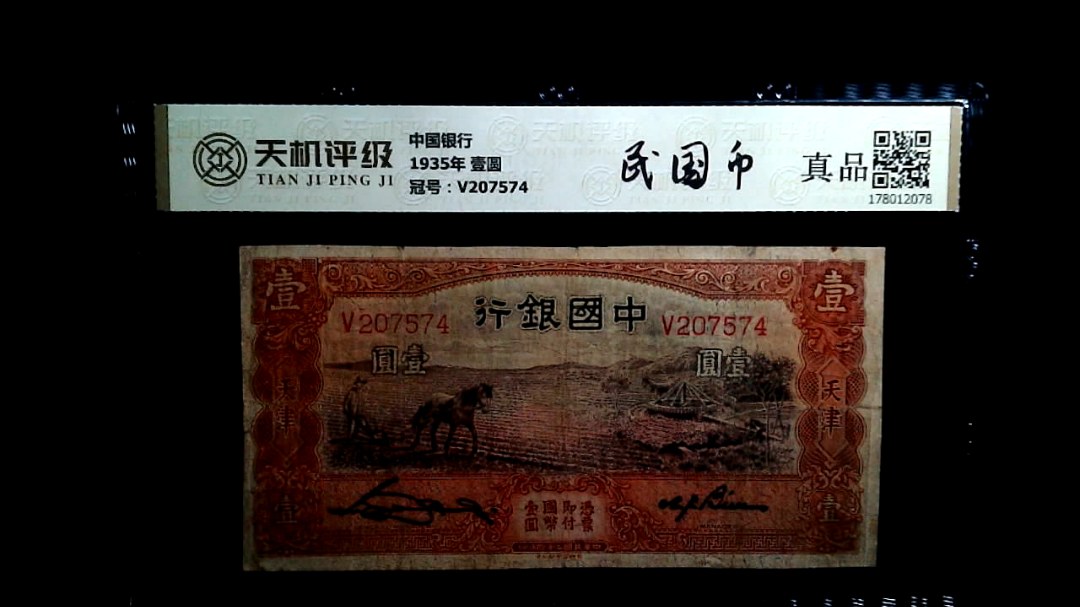 天机评级
TIAN JI PING JI
中国银行
1935年 壹圆
冠号：V207574
民国币
真品
178012078
壹
壹
行銀國中
V207574
V207574
圓壹
圓壹
天津
天津
憑票
即付
國幣
壹圓
壹
壹